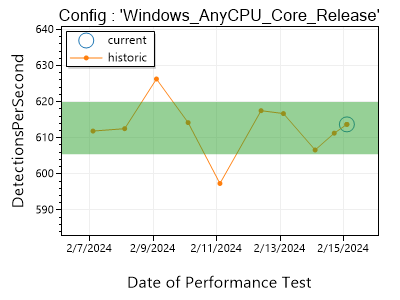 Config : 'Windows_AnyCPU_Core_Release'
current
historic
640
630
620
610
600
590
DetectionsPerSecond
2/7/2024 2/9/2024 2/11/2024 2/13/2024 2/15/2024
Date of Performance Test